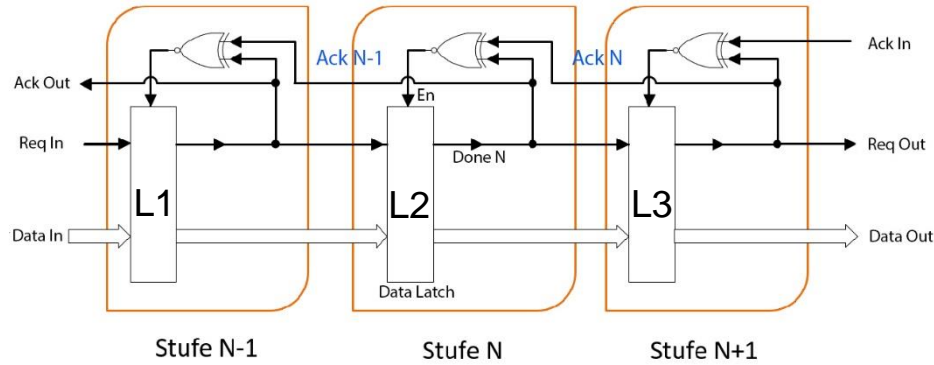 Ack N-1
Ack N
Ack In
Ack Out
En
Req In
Done N
Req Out
L1
L2
L3
Data In
Data Out
Data Latch
Stufe N-1
Stufe N
Stufe N+1